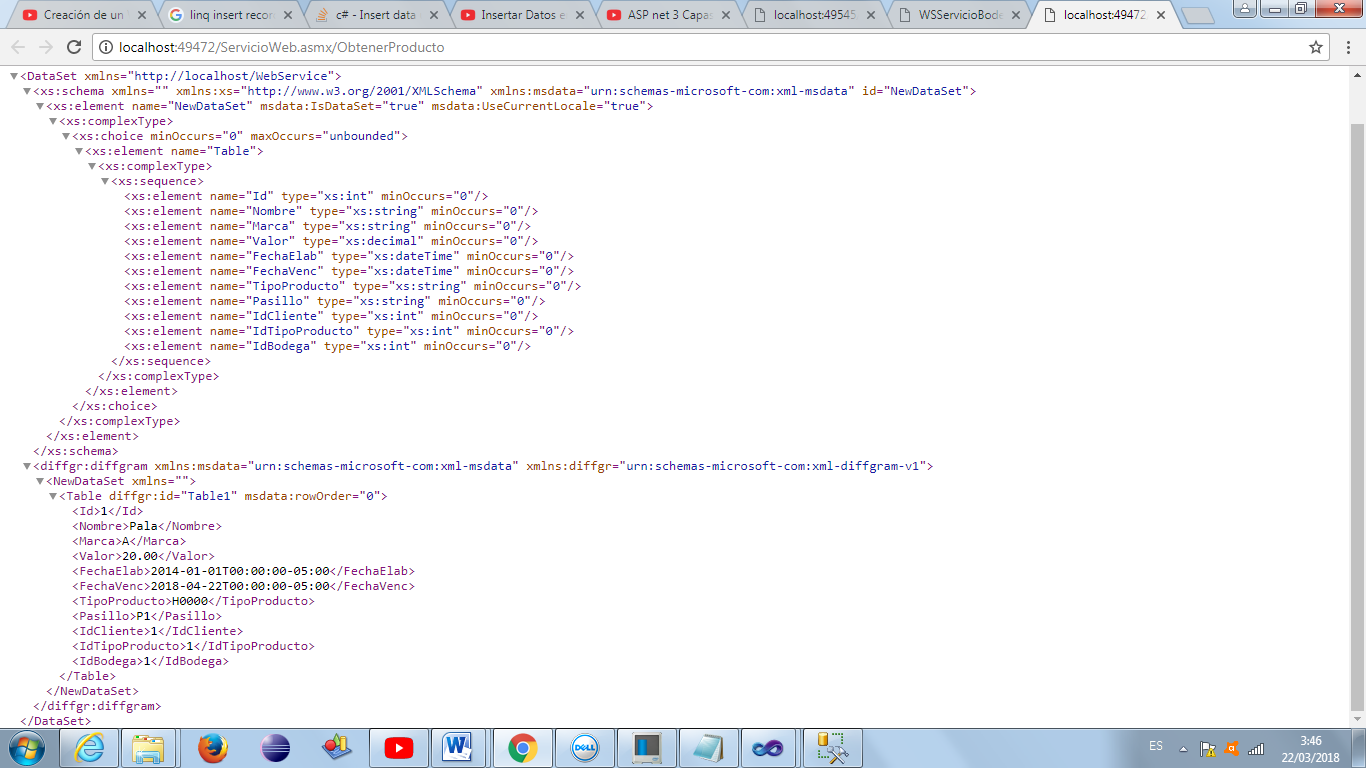 Creación de un
linq insert recor
c# - Insert data
Insertar Datos e
ASP net 3 Capas
localhost:49545
WSServicioBode
localhost:49472
localhost:49472/ServicioWeb.asmx/ObtenerProducto
<DataSet xmlns="http://localhost/WebService">
<xs:schema xmlns="" xmlns:xs="http://www.w3.org/2001/XMLSchema" xmlns:msdata="urn:schemas-microsoft-com:xml-msdata" id="NewDataSet">
<xs:element name="NewDataSet" msdata:IsDataSet="true" msdata:UseCurrentLocale="true">
<xs:complexType>
<xs:choice minOccurs="0" maxOccurs="unbounded">
<xs:element name="Table">
<xs:complexType>
<xs:sequence>
<xs:element name="Id" type="xs:int" minOccurs="0"/>
<xs:element name="Nombre" type="xs:string" minOccurs="0"/>
<xs:element name="Marca" type="xs:string" minOccurs="0"/>
<xs:element name="Valor" type="xs:decimal" minOccurs="0"/>
<xs:element name="FechaElab" type="xs:dateTime" minOccurs="0"/>
<xs:element name="FechaVenc" type="xs:dateTime" minOccurs="0"/>
<xs:element name="TipoProducto" type="xs:string" minOccurs="0"/>
<xs:element name="Pasillo" type="xs:string" minOccurs="0"/>
<xs:element name="IdCliente" type="xs:int" minOccurs="0"/>
<xs:element name="IdTipoProducto" type="xs:int" minOccurs="0"/>
<xs:element name="IdBodega" type="xs:int" minOccurs="0"/>
</xs:sequence>
</xs:complexType>
</xs:element>
</xs:choice>
</xs:complexType>
</xs:element>
</xs:schema>
<diffgr:diffgram xmlns:msdata="urn:schemas-microsoft-com:xml-msdata" xmlns:diffgr="urn:schemas-microsoft-com:xml-diffgram-v1">
<NewDataSet xmlns="">
<Table diffgr:id="Table1" msdata:rowOrder="0">
<Id>1</Id>
<Nombre>Pala</Nombre>
<Marca>A</Marca>
<Valor>20.00</Valor>
<FechaElab>2014-01-01T00:00:00-05:00</FechaElab>
<FechaVenc>2018-04-22T00:00:00-05:00</FechaVenc>
<TipoProducto>H0000</TipoProducto>
<Pasillo>P1</Pasillo>
<IdCliente>1</IdCliente>
<IdTipoProducto>1</IdTipoProducto>
<IdBodega>1</IdBodega>
</Table>
</NewDataSet>
</diffgr:diffgram>
</DataSet>
DELL
ES
3:46
22/03/2018